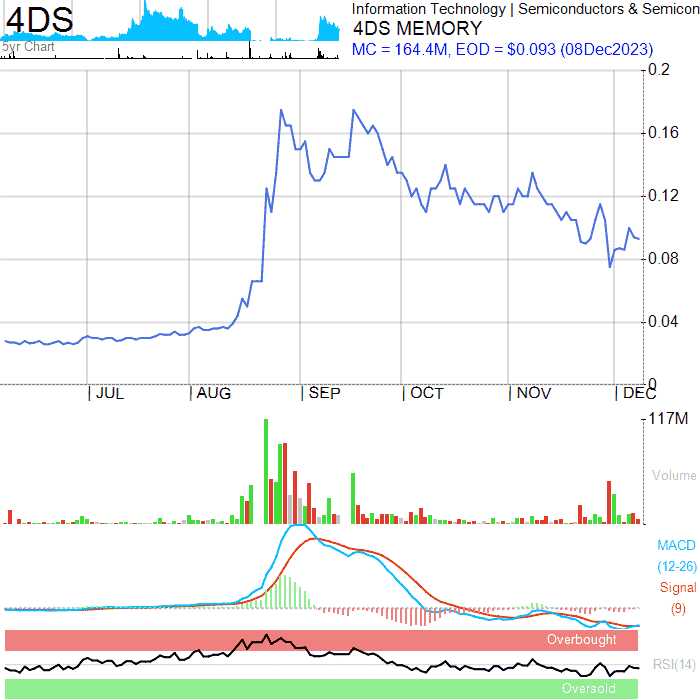 4DS
5yr Chart
Information Technology | Semiconductors & Semicon
4DS MEMORY
MC = 164.4M, EOD = $0.093 (08Dec2023)
0.2
0.16
0.12
0.08
0.04
0
JUL AUG SEP OCT NOV DEC
117M
Volume
MACD
(12-26)
Signal
(9)
Overbought
RSI(14)
Oversold